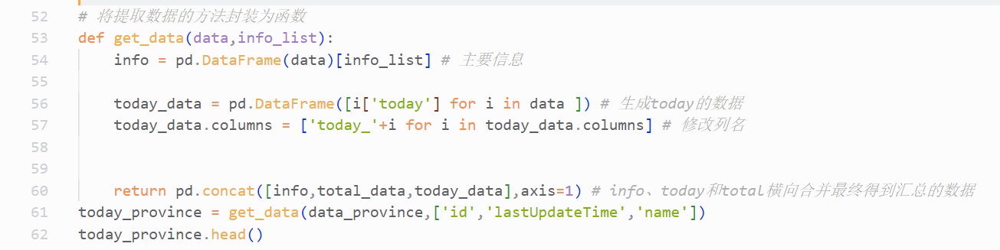 52 # 将提取数据的方法封装为函数
53 def get_data(data,info_list):
54     info = pd.DataFrame(data)[info_list] # 主要信息
55
56     today_data = pd.DataFrame([i['today'] for i in data ]) # 生成today的数据
57     today_data.columns = ['today_'+i for i in today_data.columns] # 修改列名
58
59
60     return pd.concat([info,total_data,today_data],axis=1) # info、today和total横向合并最终得到汇总的数据
61 today_province = get_data(data_province,['id','lastUpdateTime','name'])
62 today_province.head()